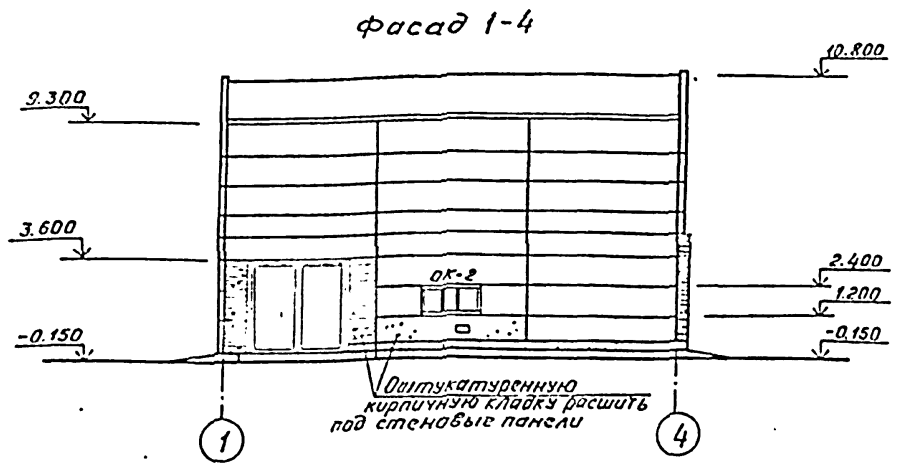 Фасад 1-4
10.800
9.300
3.600
ОК-2
2.400
1.200
-0.150
-0.150
Оштукатуренную
кирпичную кладку расшить
под стеновые панели
1
4